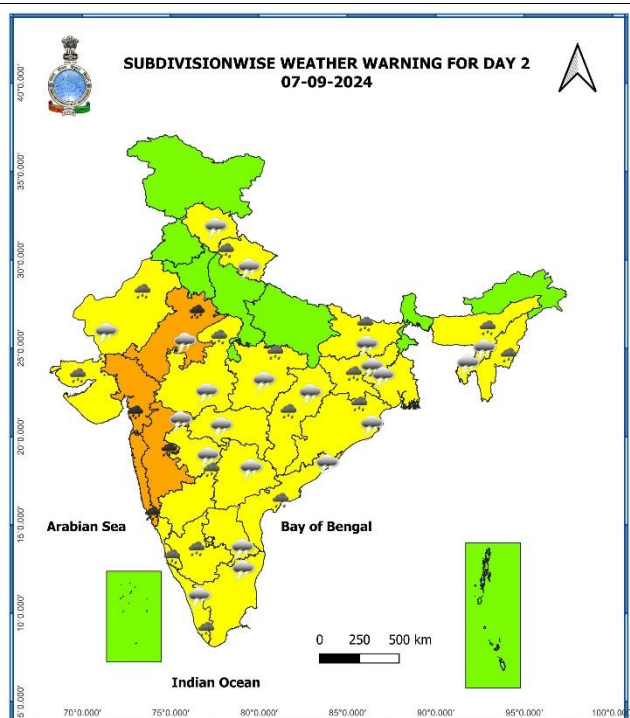 SUBDIVISIONWISE WEATHER WARNING FOR DAY 2
07-09-2024
40°0.000'
35°0.000'
30°0.000'
25°0.000'
20°0.000'
15°0.000'
10°0.000'
5°0.000'
Arabian Sea
Bay of Bengal
0 250 500 km
Indian Ocean
70°0.000' 75°0.000' 80°0.000' 85°0.000' 90°0.000' 95°0.000' 100°0.000'